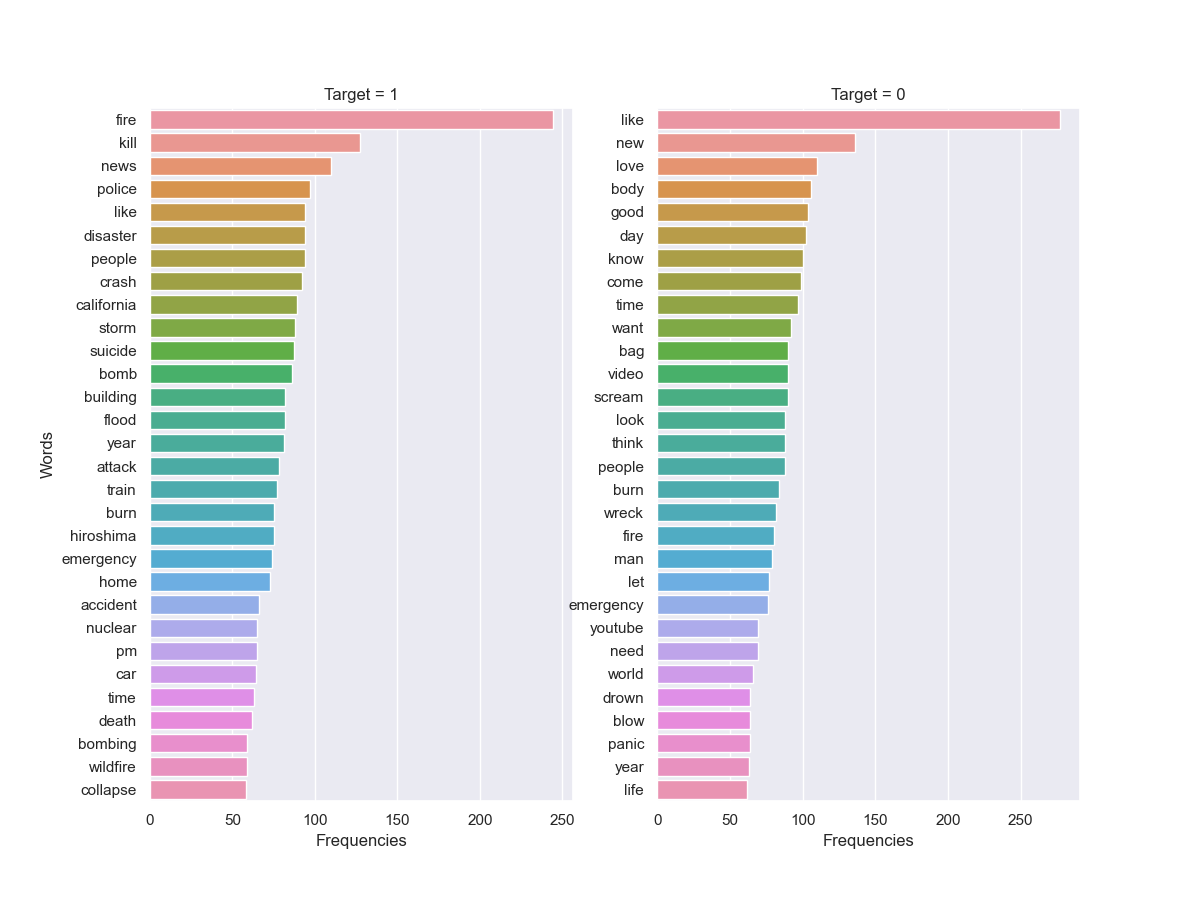 Target = 1
fire
kill
news
police
like
disaster
people
crash
california
storm
suicide
bomb
building
flood
year
attack
train
burn
hiroshima
emergency
home
accident
nuclear
pm
car
time
death
bombing
wildfire
collapse
0 50 100 150 200 250
Frequencies
Words
Target = 0
like
new
love
body
good
day
know
come
time
want
bag
video
scream
look
think
people
burn
wreck
fire
man
let
emergency
youtube
need
world
drown
blow
panic
year
life
0 50 100 150 200 250
Frequencies